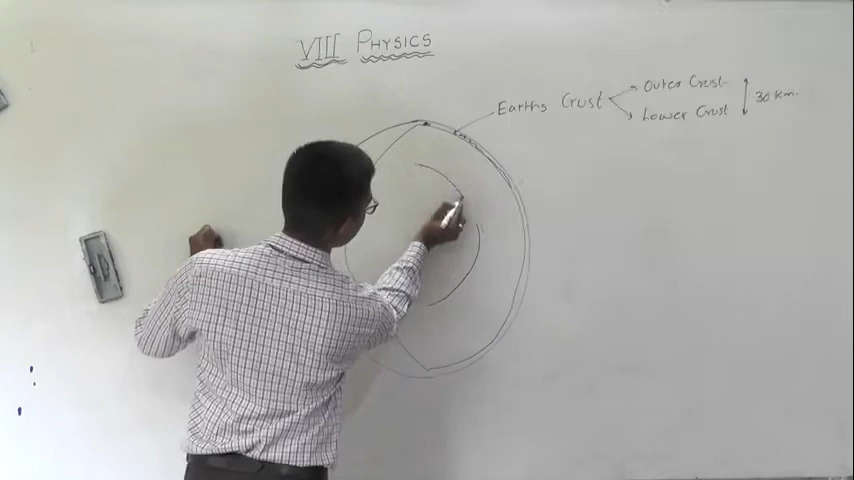 VIII PHYSICS
Earths Crust
Outer Crust
Lower Crust
30 km.